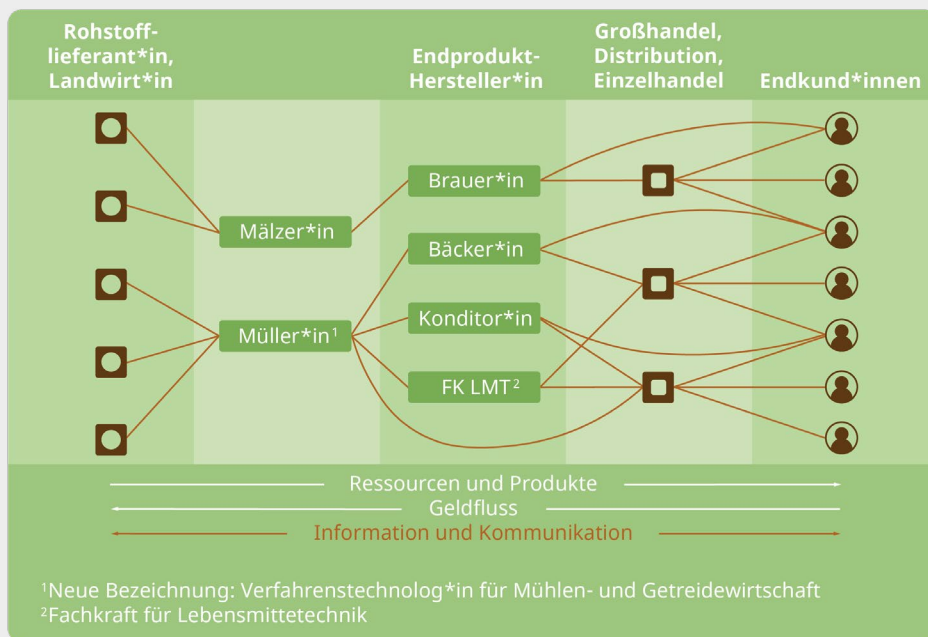 Rohstoff-
lieferant*in,
Landwirt*in
Endprodukt-
Hersteller*in
Großhandel,
Distribution,
Einzelhandel
Endkund*innen
Mälzer*in
Müller*in¹
Brauer*in
Bäcker*in
Konditor*in
FK LMT²
Ressourcen und Produkte
Geldfluss
Information und Kommunikation
¹Neue Bezeichnung: Verfahrenstechnolog*in für Mühlen- und Getreidewirtschaft
²Fachkraft für Lebensmittetechnik